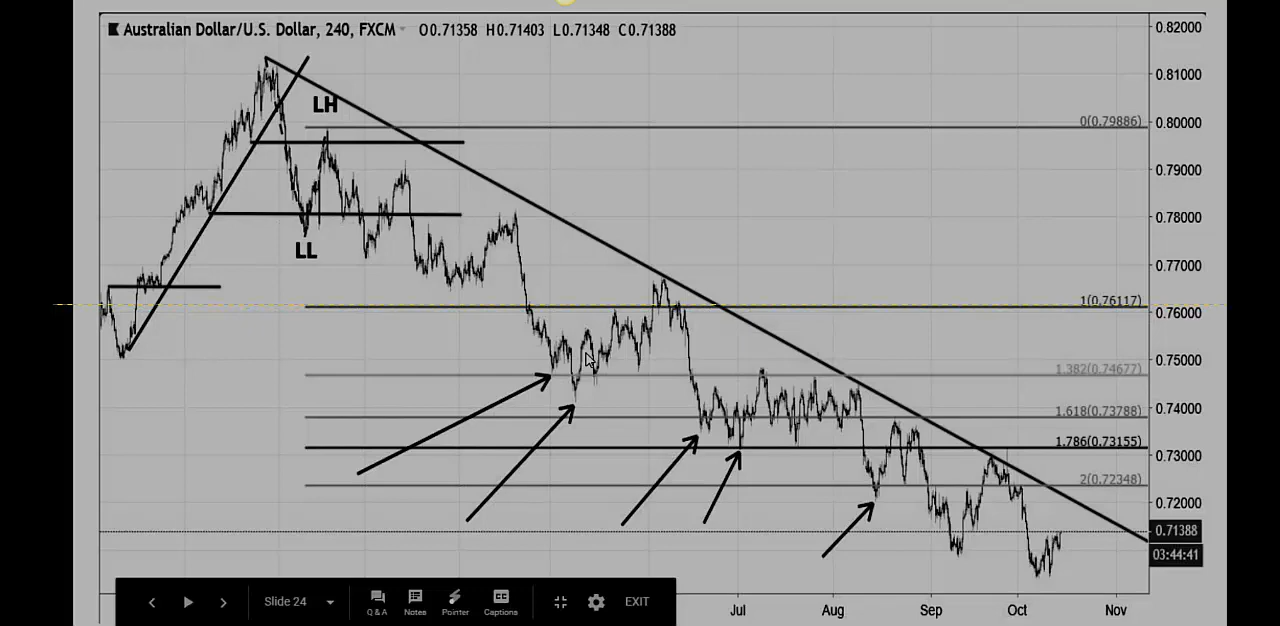 Australian Dollar/U.S. Dollar, 240, FXCM O0.71358 H0.71403 L0.71348 C0.71388
0.82000
0.81000
LH
0(0.79886)
0.80000
0.79000
0.78000
LL
0.77000
1(0.76117)
0.76000
0.75000
1.382(0.74677)
1.618(0.73788)
0.74000
1.786(0.73155)
0.73000
2(0.72348)
0.72000
0.71388
03:44:41
Slide 24
Q & A Notes Pointer Captions
EXIT
Jul Aug Sep Oct Nov